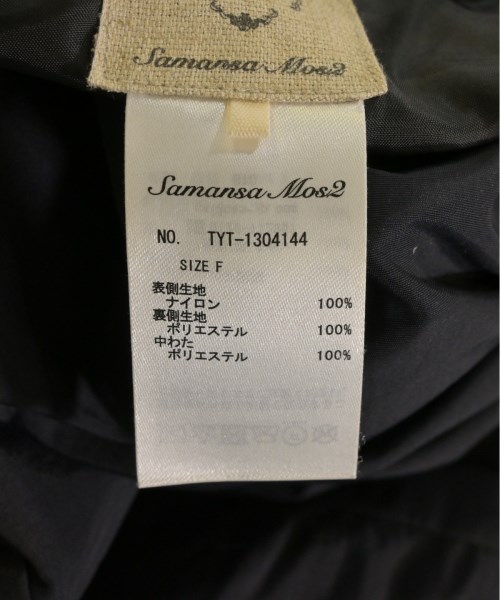 Samansa Mos2
Samansa Mos2
NO. TYT-1304144
SIZE F
表側生地
ナイロン 100%
裏側生地
ポリエステル 100%
中わた
ポリエステル 100%